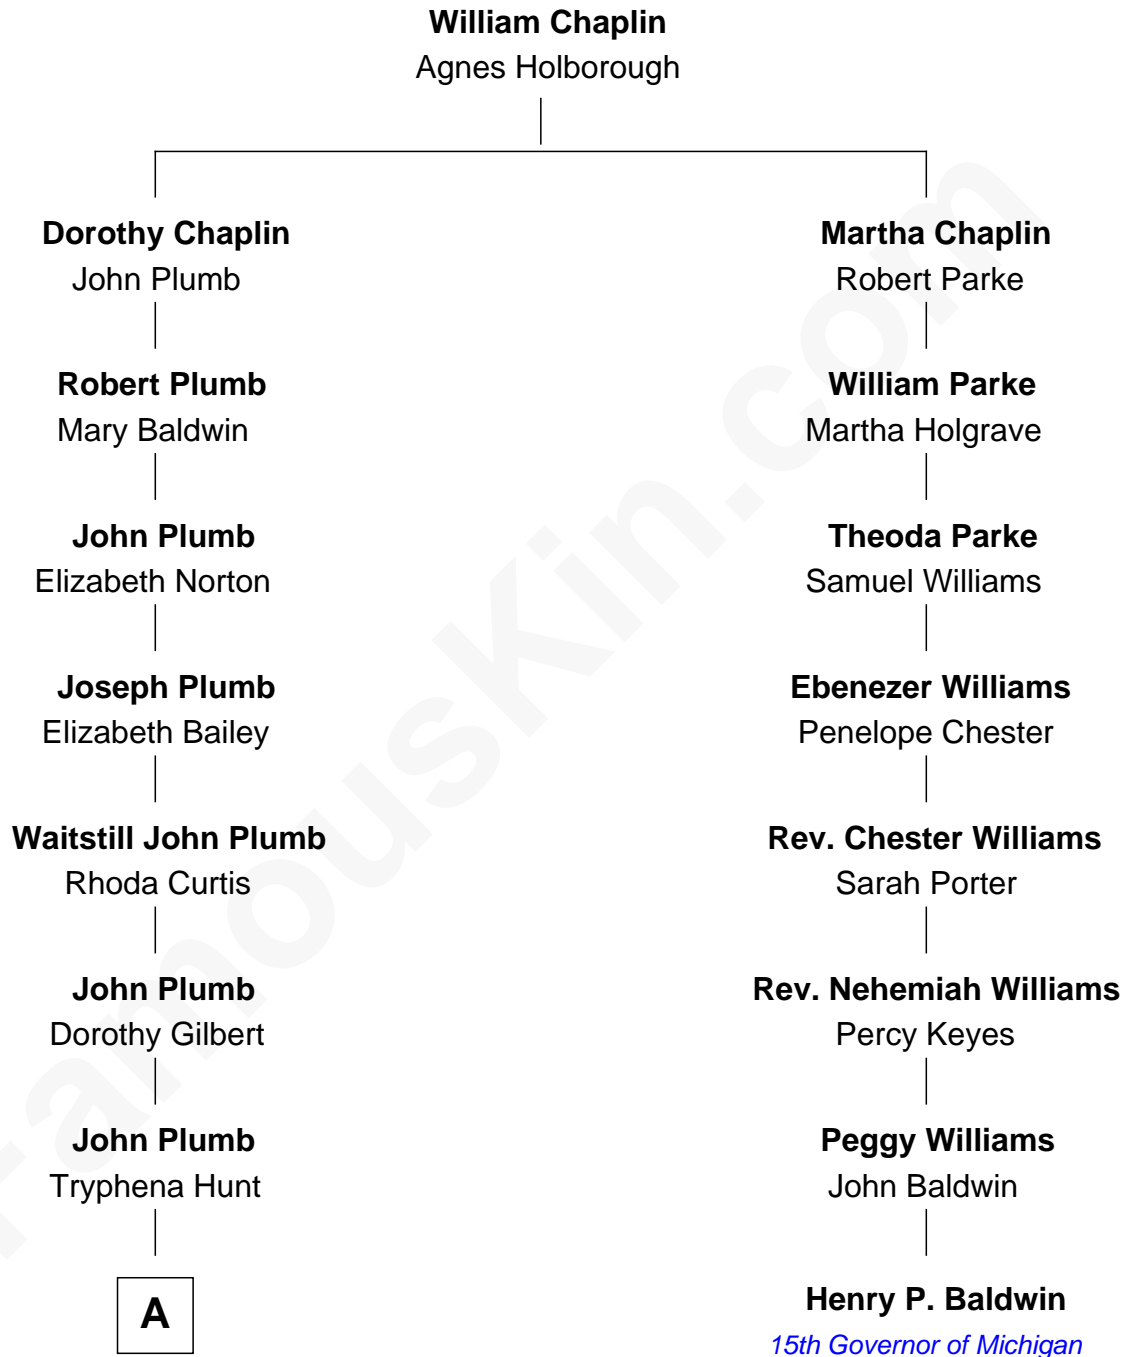 William Chaplin
Agnes Holborough
Dorothy Chaplin
John Plumb
Martha Chaplin
Robert Parke
Robert Plumb
Mary Baldwin
William Parke
Martha Holgrave
John Plumb
Elizabeth Norton
Theoda Parke
Samuel Williams
Joseph Plumb
Elizabeth Bailey
Ebenezer Williams
Penelope Chester
Waitstill John Plumb
Rhoda Curtis
Rev. Chester Williams
Sarah Porter
John Plumb
Dorothy Gilbert
Rev. Nehemiah Williams
Percy Keyes
John Plumb
Tryphena Hunt
Peggy Williams
John Baldwin
A
Henry P. Baldwin
15th Governor of Michigan
FamousKin.com